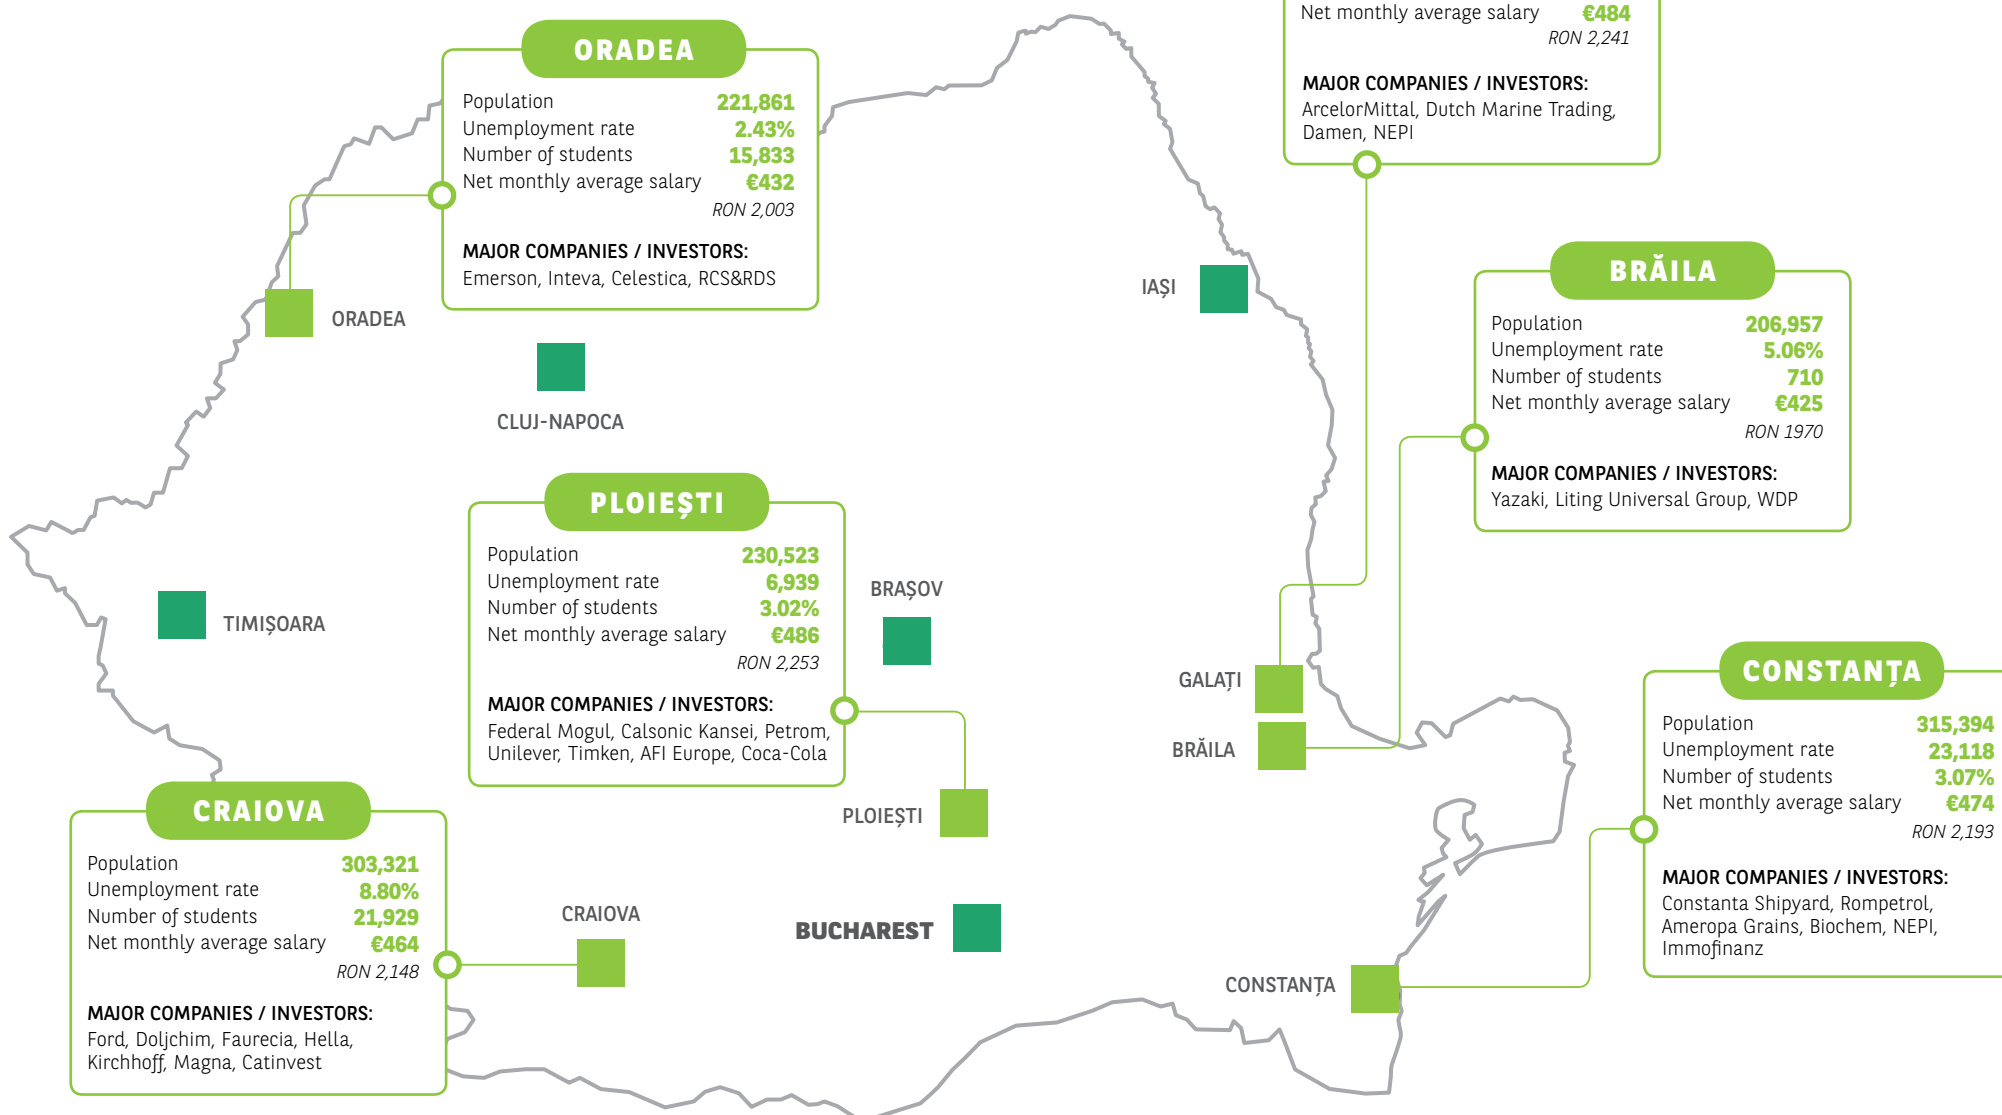 Net monthly average salary €484
RON 2,241
MAJOR COMPANIES / INVESTORS:
ArcelorMittal, Dutch Marine Trading,
Damen, NEPI
ORADEA
Population 221,861
Unemployment rate 2.43%
Number of students 15,833
Net monthly average salary €432
RON 2,003
MAJOR COMPANIES / INVESTORS:
Emerson, Inteva, Celestica, RCS&RDS
ORADEA
CLUJ-NAPOCA
IAȘI
BRĂILA
Population 206,957
Unemployment rate 5.06%
Number of students 710
Net monthly average salary €425
RON 1970
MAJOR COMPANIES / INVESTORS:
Yazaki, Liting Universal Group, WDP
PLOIEȘTI
Population 230,523
Unemployment rate 6,939
Number of students 3.02%
Net monthly average salary €486
RON 2,253
MAJOR COMPANIES / INVESTORS:
Federal Mogul, Calsonic Kansei, Petrom,
Unilever, Timken, AFI Europe, Coca-Cola
BRAȘOV
TIMIȘOARA
GALAȚI
BRĂILA
PLOIEȘTI
CONSTANȚA
Population 315,394
Unemployment rate 23,118
Number of students 3.07%
Net monthly average salary €474
RON 2,193
MAJOR COMPANIES / INVESTORS:
Constanta Shipyard, Rompetrol,
Ameropa Grains, Biochem, NEPI,
Immofinanz
CRAIOVA
Population 303,321
Unemployment rate 8.80%
Number of students 21,929
Net monthly average salary €464
RON 2,148
MAJOR COMPANIES / INVESTORS:
Ford, Doljchim, Faurecia, Hella,
Kirchhoff, Magna, Catinvest
CRAIOVA
BUCHAREST
CONSTANȚA